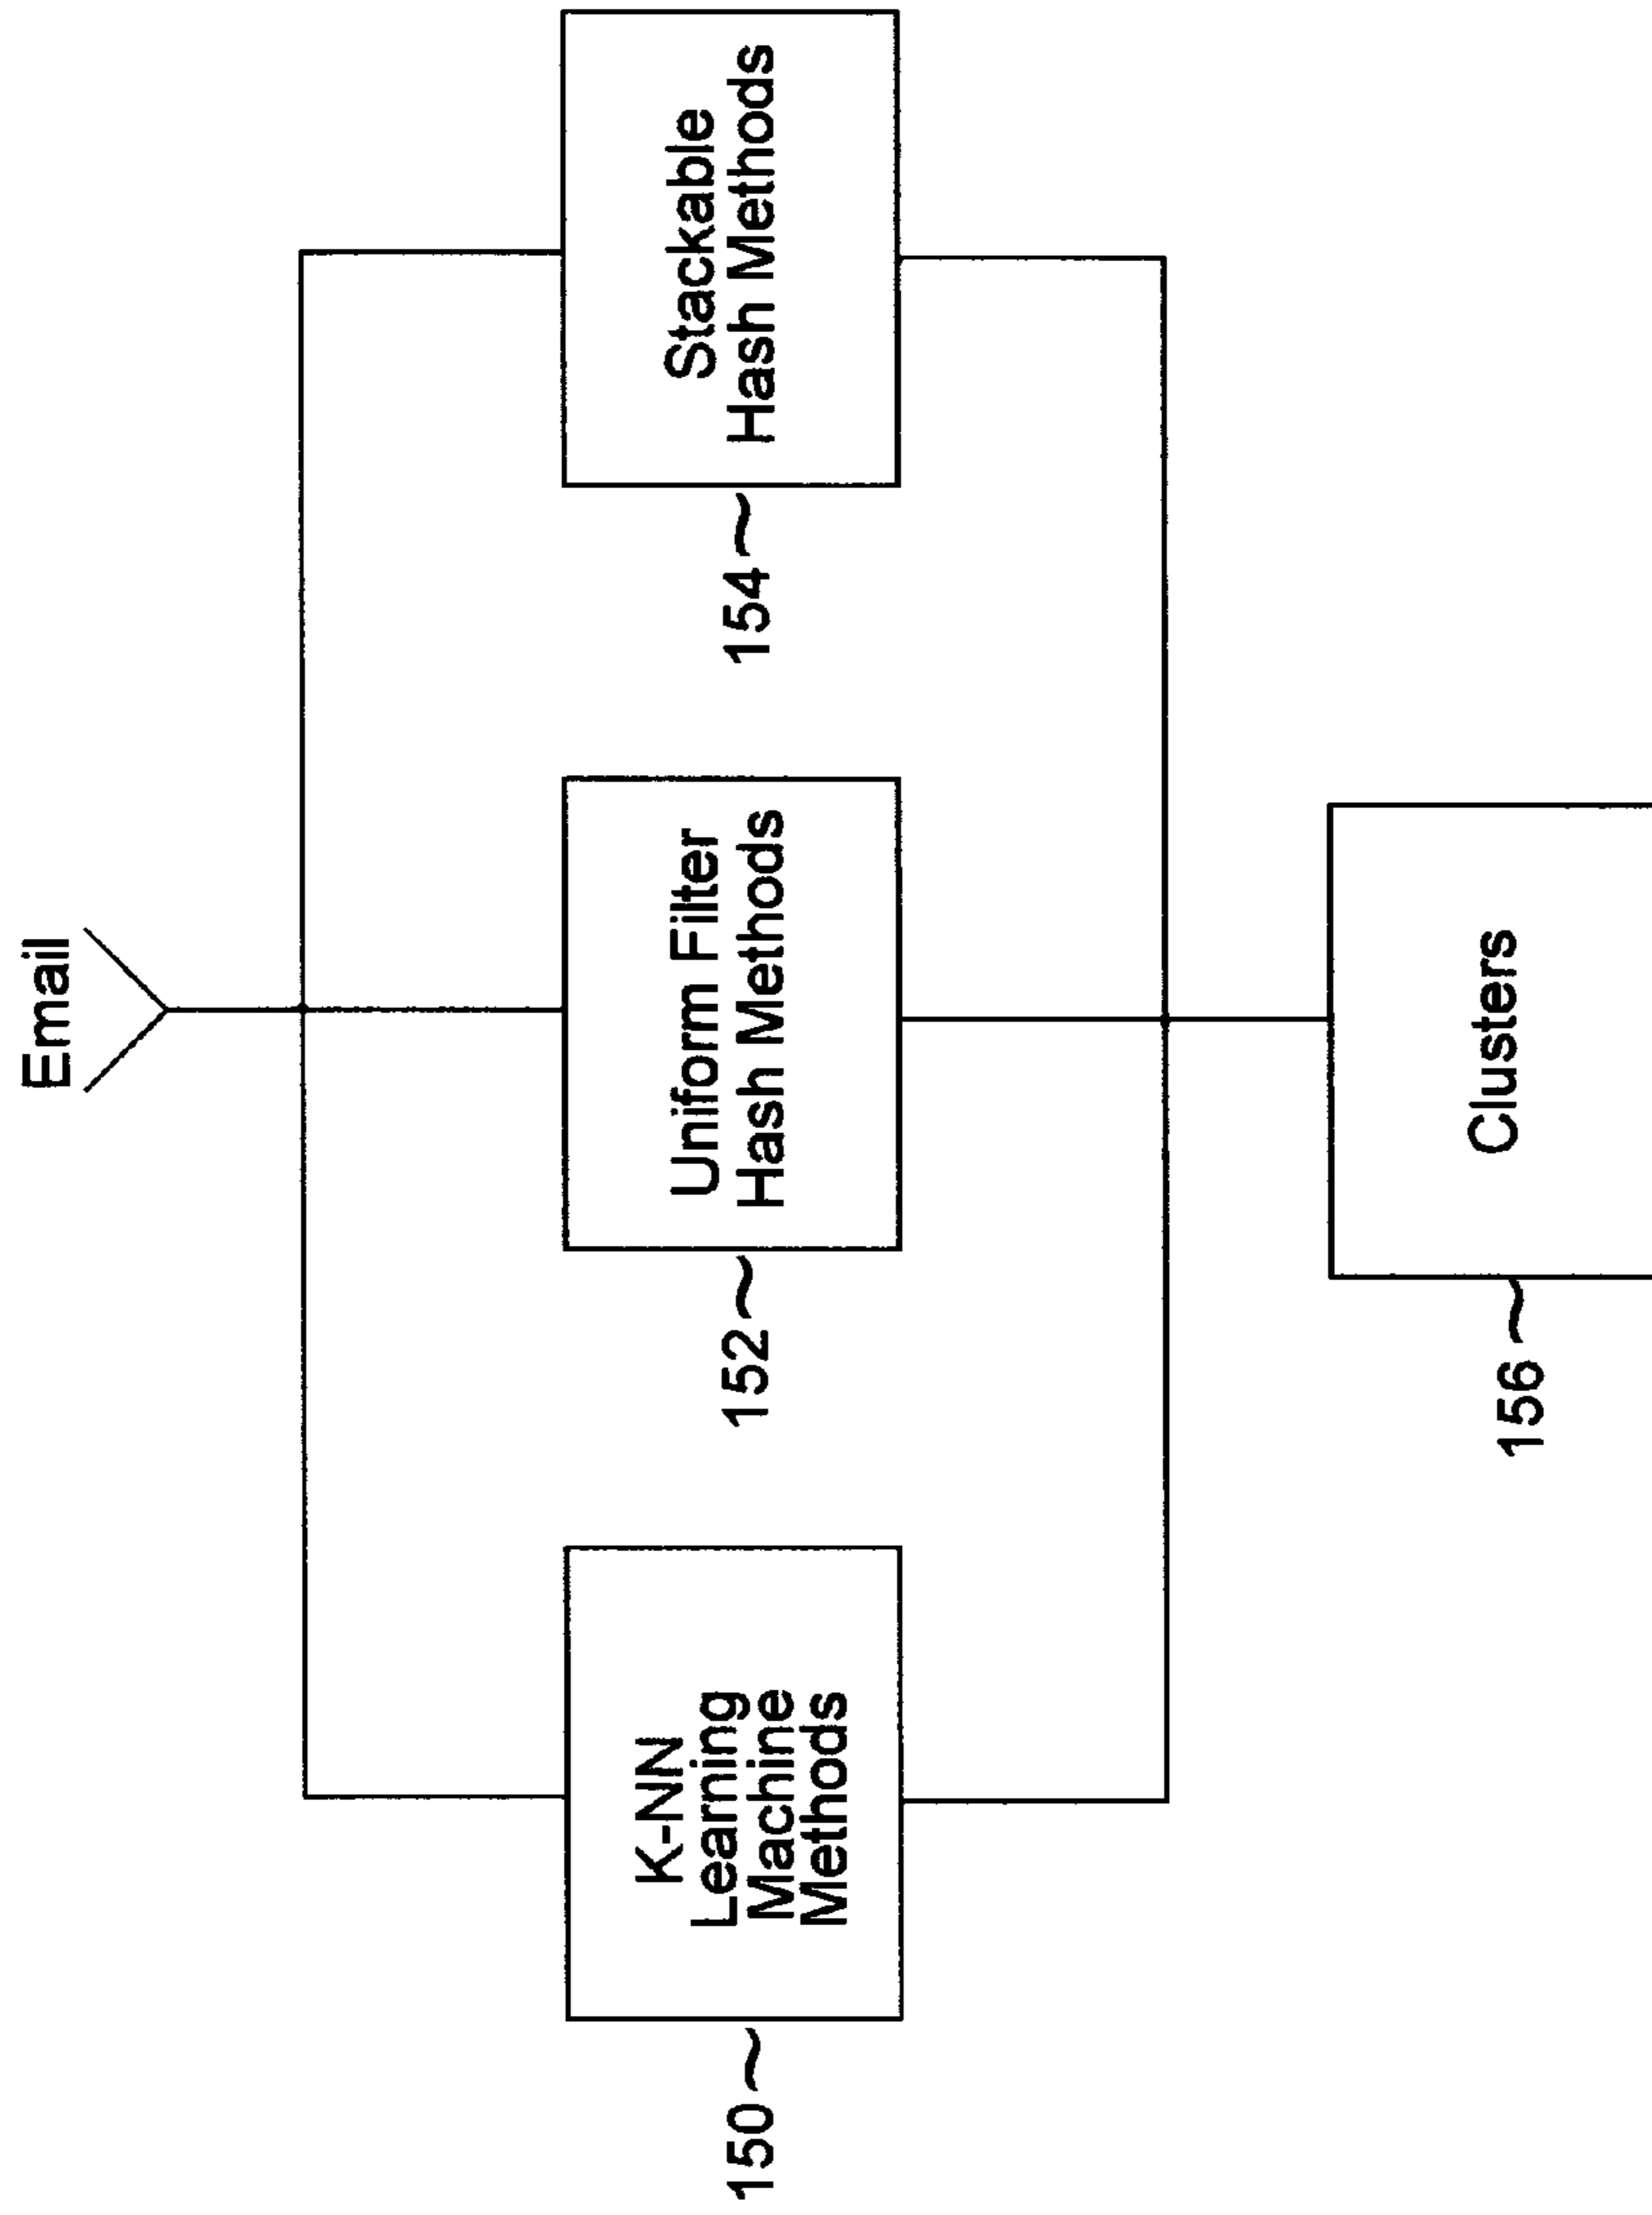 Email
150
K-NN
Learning
Machine
Methods
152
Uniform Filter
Hash Methods
154
Stackable
Hash Methods
156
Clusters